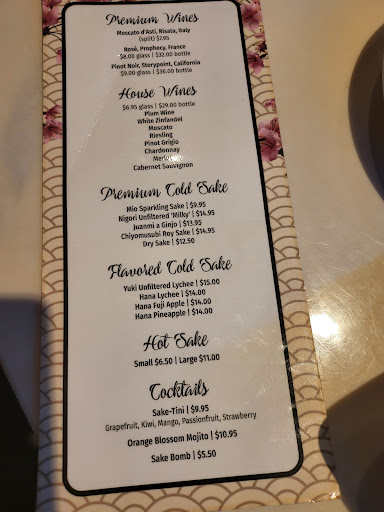 Premium Wines
Moscato d'Asti, Risata, Italy
(split) $7.95
Rosé, Prophecy, France
$8.00 glass | $32.00 bottle
Pinot Noir, Storypoint, California
$9.00 glass | $36.00 bottle
House Wines
$6.95 glass | $29.00 bottle
Plum Wine
White Zinfandel
Moscato
Riesling
Pinot Grigio
Chardonnay
Merlot
Cabernet Sauvignon
Premium Cold Sake
Mio Sparkling Sake | $9.95
Nigori Unfiltered 'Milky' | $14.95
Juanmi a Ginjo | $13.95
Chiyomusubi Roy Sake | $14.95
Dry Sake | $12.50
Flavored Cold Sake
Yuki Unfiltered Lychee | $15.00
Hana Lychee | $14.00
Hana Fuji Apple | $14.00
Hana Pineapple | $14.00
Hot Sake
Small $6.50 | Large $11.00
Cocktails
Sake-Tini | $9.95
Grapefruit, Kiwi, Mango, Passionfruit, Strawberry
Orange Blossom Mojito | $10.95
Sake Bomb | $5.50